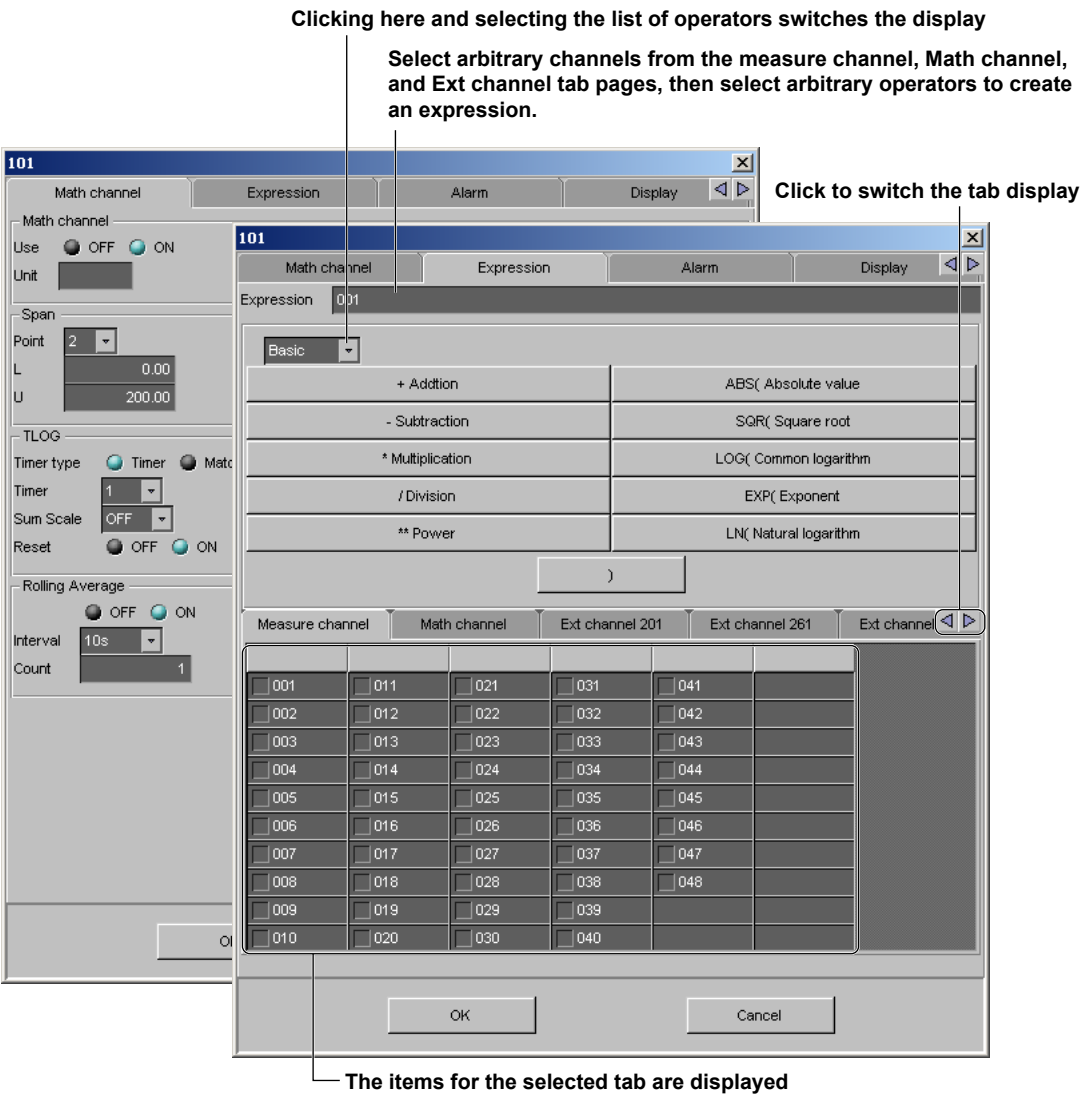 Clicking here and selecting the list of operators switches the display
Select arbitrary channels from the measure channel, Math channel,
and Ext channel tab pages, then select arbitrary operators to create
an expression.
Click to switch the tab display
101
Math channel Expression Alarm Display
Math channel
Use OFF ON
Unit
Span
Point 2
L 0.00
U 200.00
TLOG
Timer type Timer
Timer 1
Sum Scale OFF
Reset OFF ON
Rolling Average
OFF ON
Interval 10s
Count 1
101
Math channel Expression Alarm Display
Expression 001
Basic
+ Addtion ABS( Absolute value
- Subtraction SQR( Square root
* Multiplication LOG( Common logarithm
/ Division EXP( Exponent
** Power LN( Natural logarithm
)
Measure channel Math channel Ext channel 201 Ext channel 261 Ext channel
001 011 021 031 041
002 012 022 032 042
003 013 023 033 043
004 014 024 034 044
005 015 025 035 045
006 016 026 036 046
007 017 027 037 047
008 018 028 038 048
009 019 029 039
010 020 030 040
OK Cancel
The items for the selected tab are displayed